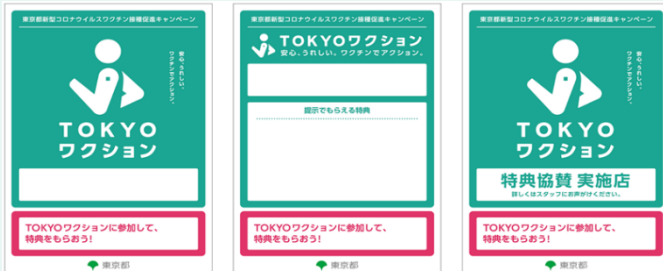 東京都新型コロナウイルスワクチン接種促進キャンペーン
安心。うれしい。
ワクチンでアクション。
TOKYO
ワクション
TOKYOワクションに参加して、
特典をもらおう!
東京都
東京都新型コロナウイルスワクチン接種促進キャンペーン
TOKYOワクション
安心。うれしい。ワクチンでアクション。
提示でもらえる特典
TOKYOワクションに参加して、
特典をもらおう!
東京都
東京都新型コロナウイルスワクチン接種促進キャンペーン
安心。うれしい。
ワクチンでアクション。
TOKYO
ワクション
特典協賛 実施店
詳しくはスタッフにお声がけください。
TOKYOワクションに参加して、
特典をもらおう!
東京都